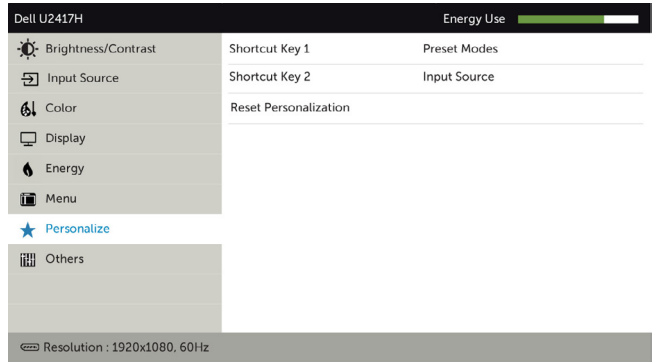 Dell U2417H
Energy Use
Brightness/Contrast
Shortcut Key 1
Preset Modes
Input Source
Shortcut Key 2
Input Source
Color
Reset Personalization
Display
Energy
Menu
Personalize
Others
Resolution : 1920x1080, 60Hz